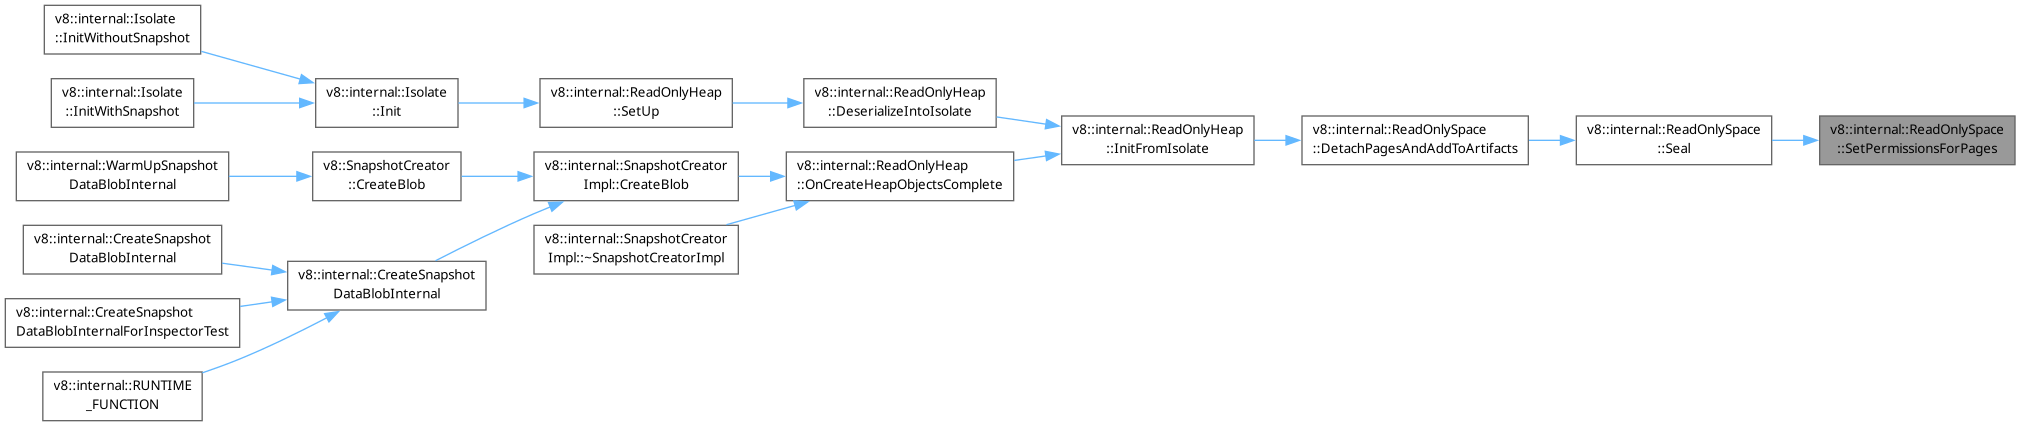 v8::internal::Isolate
::InitWithoutSnapshot
v8::internal::Isolate
::InitWithSnapshot
v8::internal::WarmUpSnapshot
DataBlobInternal
v8::internal::CreateSnapshot
DataBlobInternal
v8::internal::CreateSnapshot
DataBlobInternalForInspectorTest
v8::internal::RUNTIME
_FUNCTION
v8::internal::Isolate
::Init
v8::SnapshotCreator
::CreateBlob
v8::internal::CreateSnapshot
DataBlobInternal
v8::internal::ReadOnlyHeap
::SetUp
v8::internal::SnapshotCreator
Impl::CreateBlob
v8::internal::SnapshotCreator
Impl::~SnapshotCreatorImpl
v8::internal::ReadOnlyHeap
::DeserializeIntoIsolate
v8::internal::ReadOnlyHeap
::OnCreateHeapObjectsComplete
v8::internal::ReadOnlyHeap
::InitFromIsolate
v8::internal::ReadOnlySpace
::DetachPagesAndAddToArtifacts
v8::internal::ReadOnlySpace
::Seal
v8::internal::ReadOnlySpace
::SetPermissionsForPages